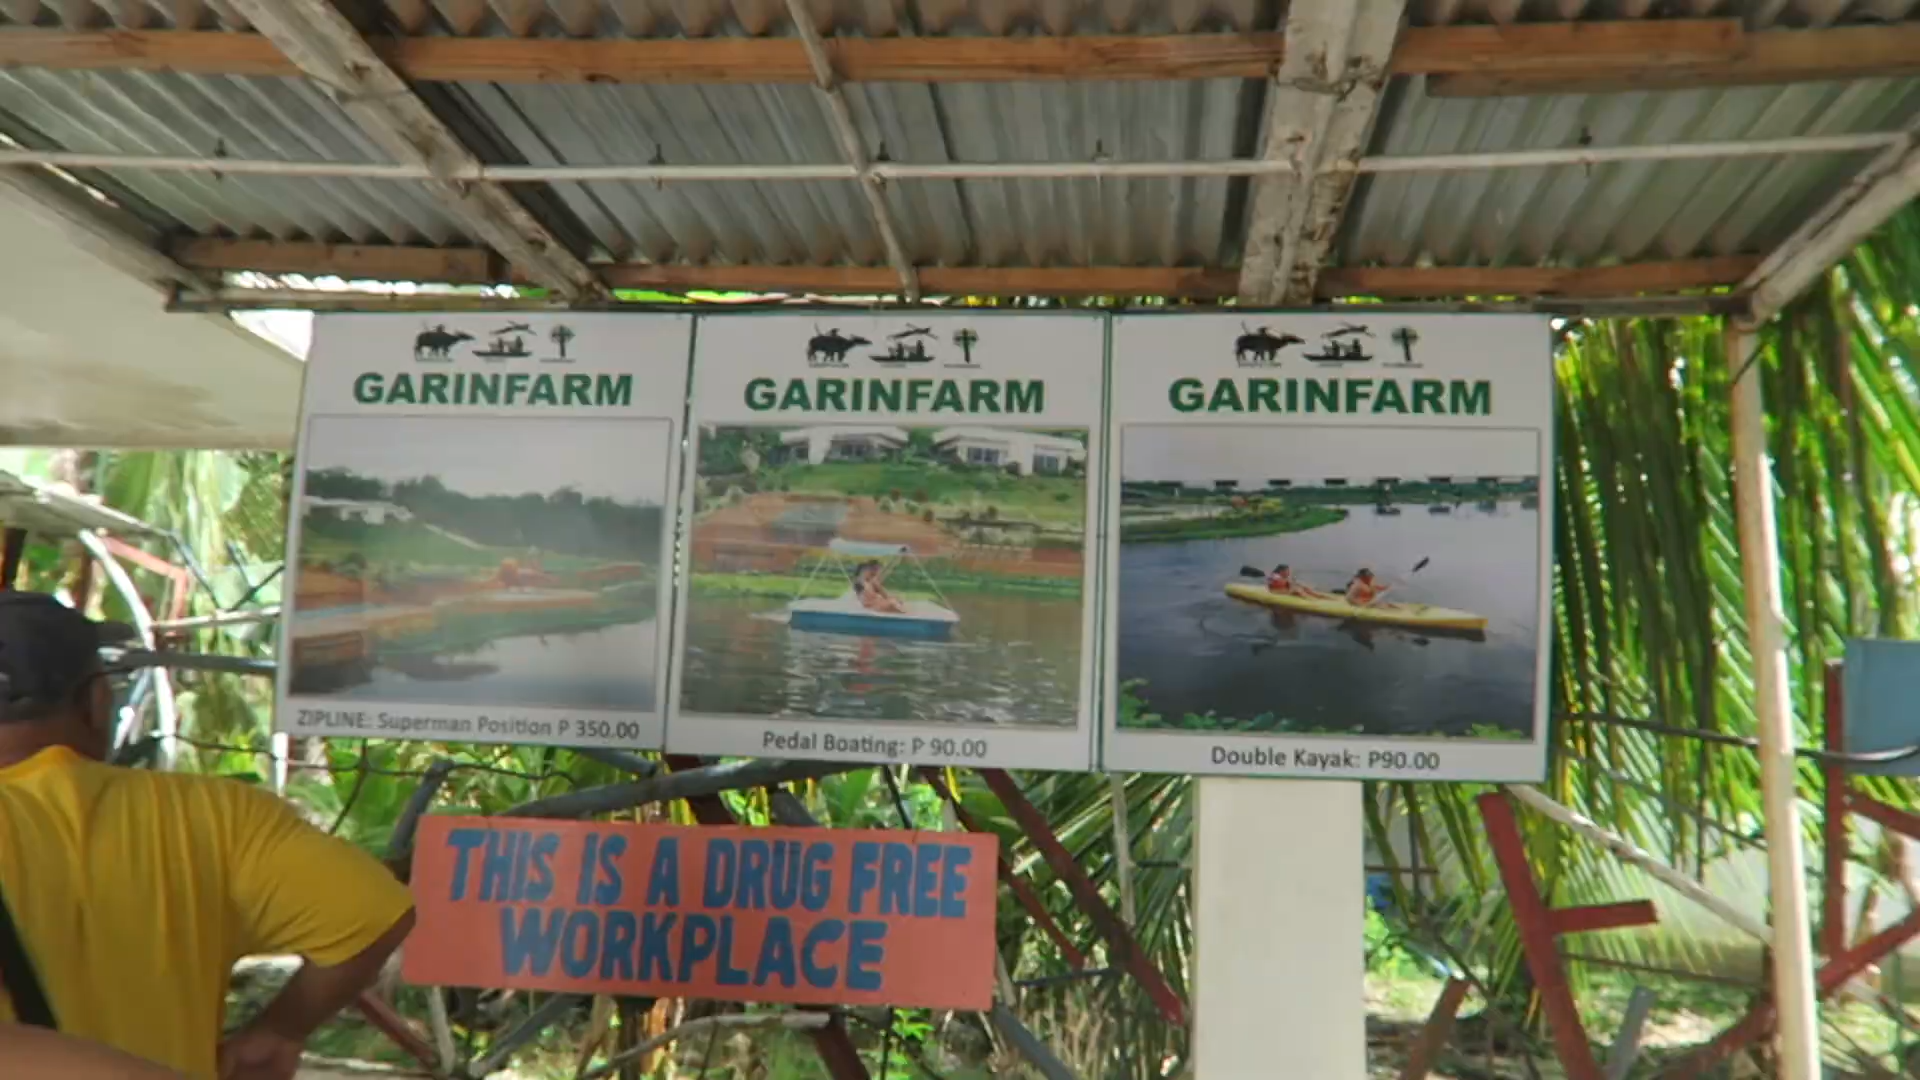 GARINFARM
ZIPLINE: Superman Position P 350.00
GARINFARM
Pedal Boating: P 90.00
GARINFARM
Double Kayak: P90.00
THIS IS A DRUG FREE
WORKPLACE